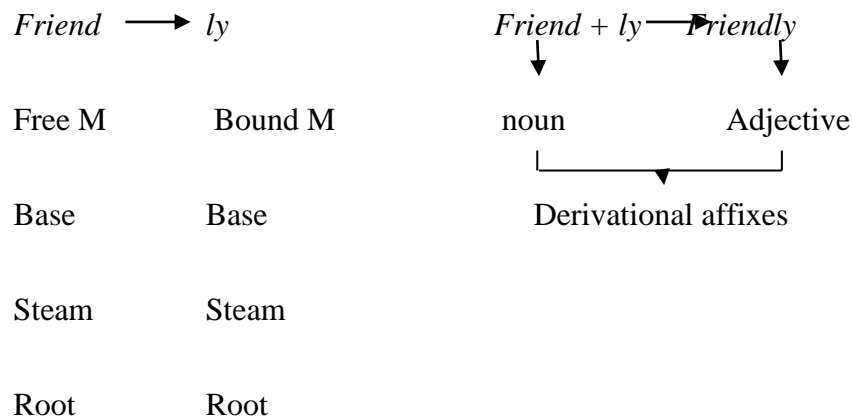 Friend ly Friend + ly Friendly
Free M Bound M noun Adjective
Base Base Derivational affixes
Steam Steam
Root Root